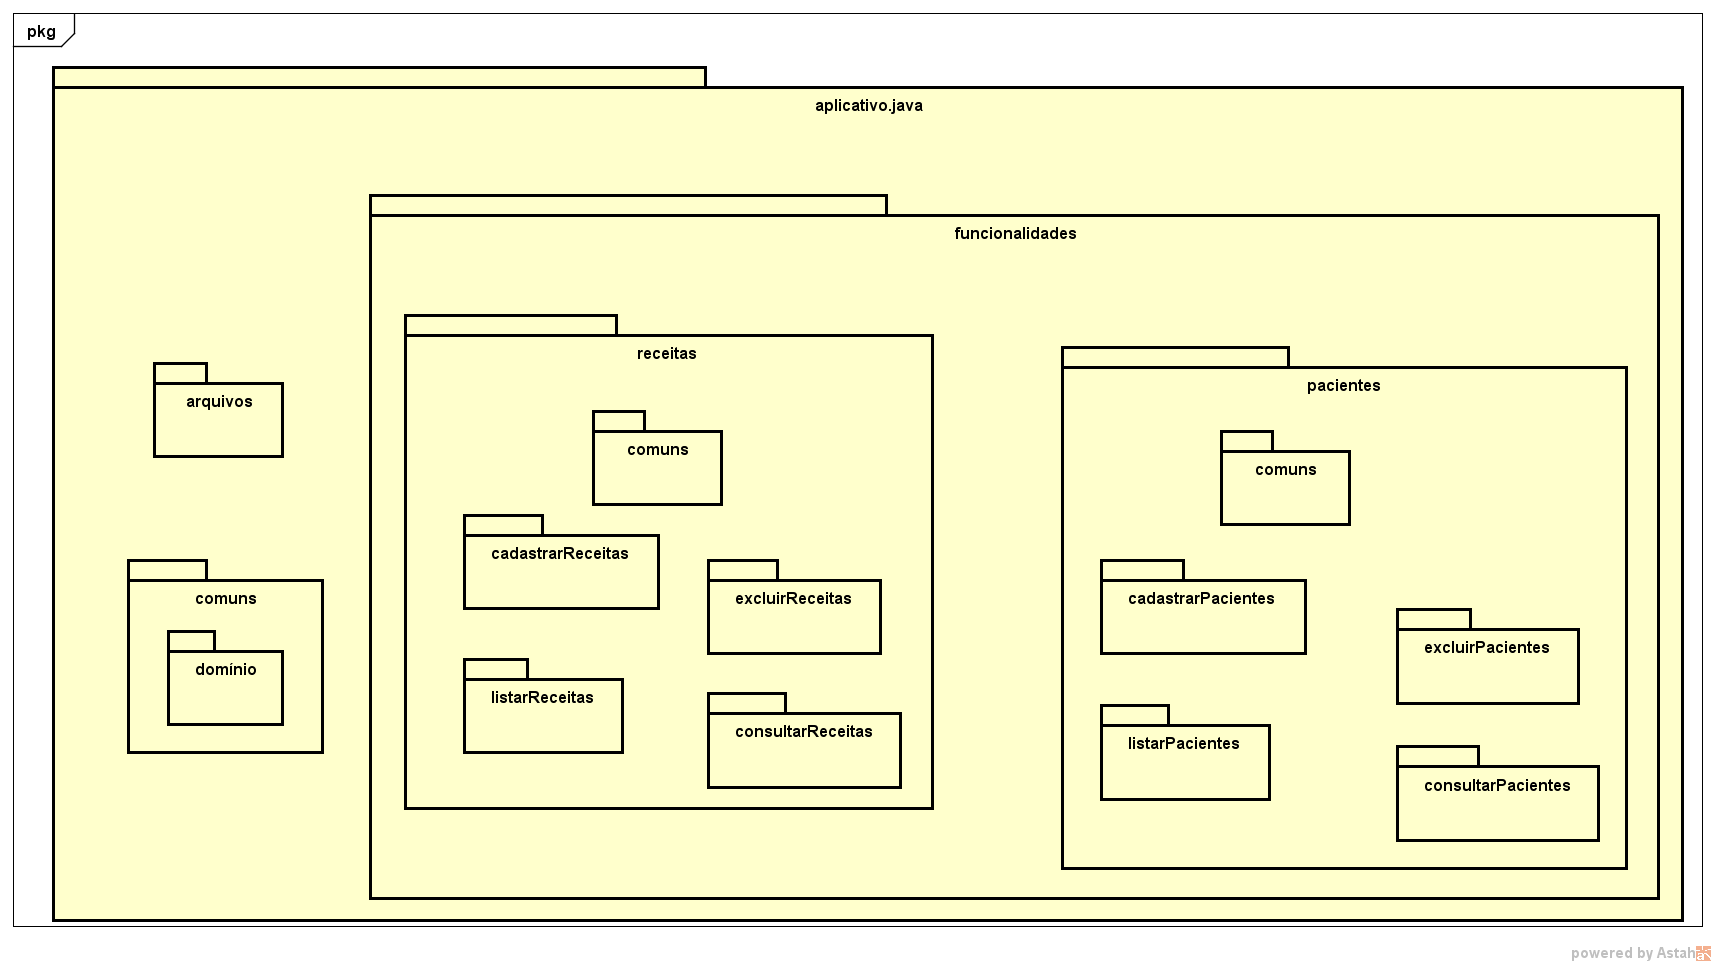 pkg
aplicativo.java
funcionalidades
receitas
pacientes
arquivos
comuns
comuns
cadastrarReceitas
comuns
domínio
excluirReceitas
cadastrarPacientes
excluirPacientes
listarReceitas
consultarReceitas
listarPacientes
consultarPacientes
powered by Astah